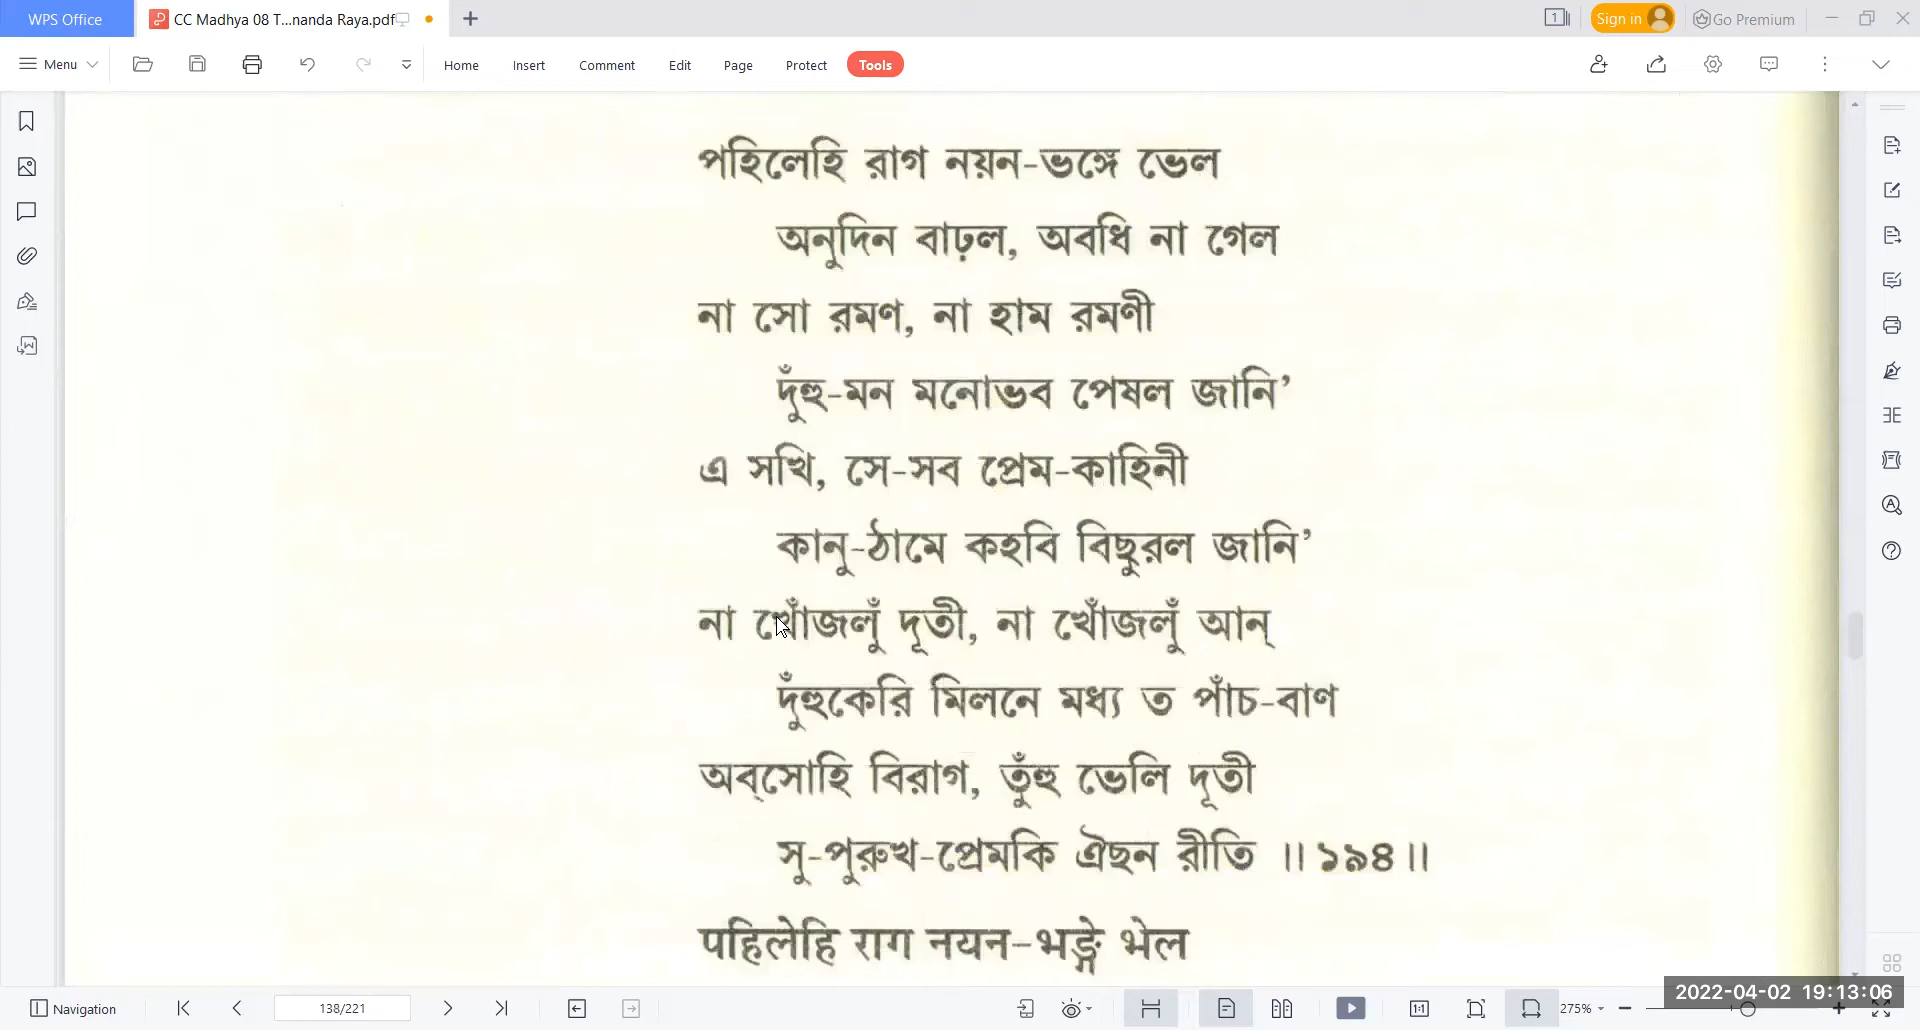 WPS Office
CC Madhya 08 T...nanda Raya.pdf
1
Sign in
Go Premium
Menu
Home
Insert
Comment
Edit
Page
Protect
Tools
পহিলেহি রাগ নয়ন-ভঙ্গে ভেল
অনুদিন বাঢ়ল, অবধি না গেল
না সো রমণ, না হাম রমণী
দুঁহু-মন মনোভব পেষল জানি’
এ সখি, সে-সব প্রেম-কাহিনী
কানু-ঠামে কহবি বিছুরল জানি’
না খোঁজলুঁ দূতী, না খোঁজলুঁ আন্
দুঁহুকেরি মিলনে মধ্য ত পাঁচ-বাণ
অব্সোহি বিরাগ, তুঁহু ভেলি দূতী
সু-পুরুখ-প্রেমকি ঐছন রীতি ॥১৯৪॥
पहिलेहि राग नयन-भङ्गे भेल
Navigation
138/221
1:1
275%
2022-04-02 19:13:06